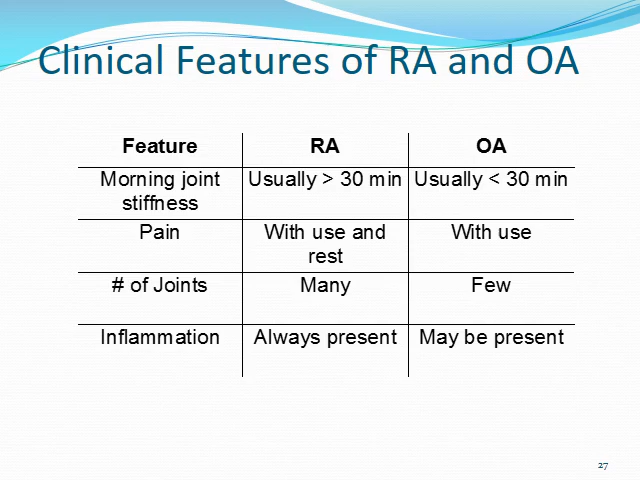 Clinical Features of RA and OA
Feature RA OA
Morning joint stiffness Usually > 30 min Usually < 30 min
Pain With use and rest With use
# of Joints Many Few
Inflammation Always present May be present
27